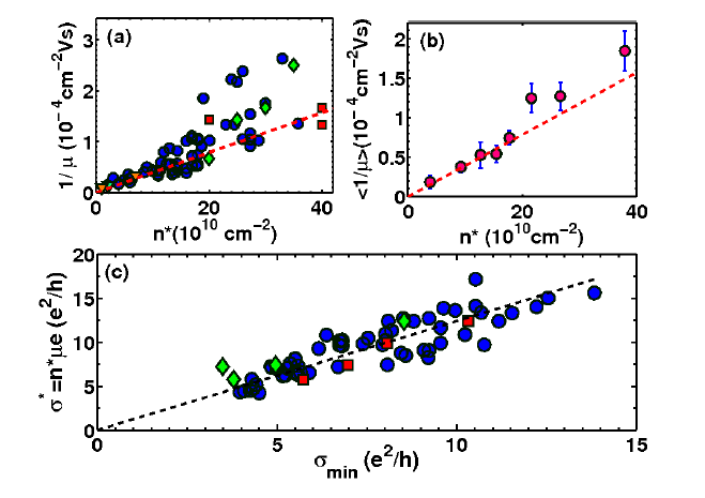 (a)
3
2
1
0
0
20
40
1/ μ (10⁻⁴cm⁻²Vs)
n*(10¹⁰ cm⁻²)
(b)
2
1.5
1
0.5
0
0
20
40
<1/μ>(10⁻⁴cm⁻²Vs)
n* (10¹⁰cm⁻²)
(c)
20
15
10
5
0
0
5
10
15
σ* =n*μe (e²/h)
σmin (e²/h)